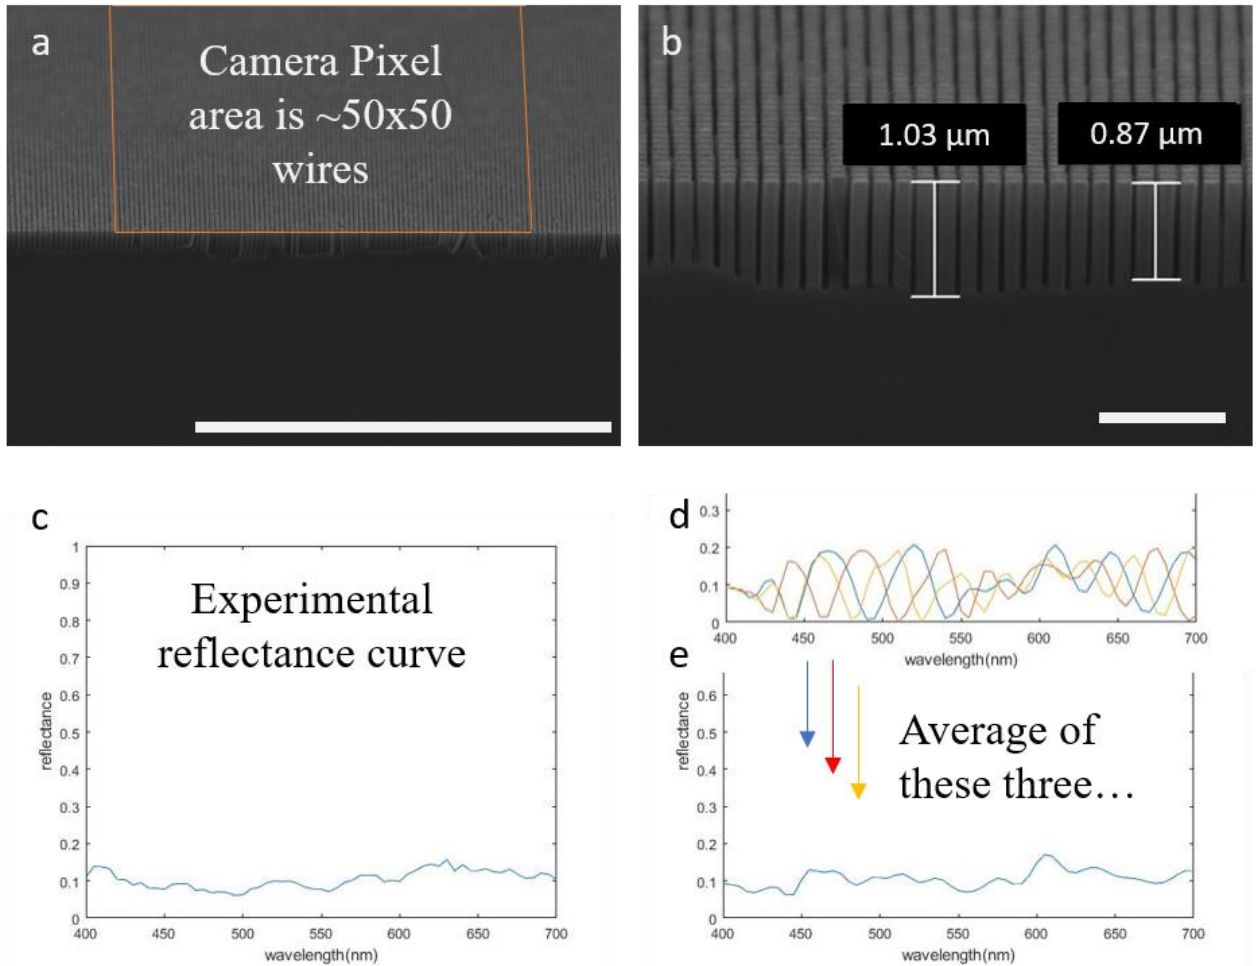 a
Camera Pixel
area is ~50x50
wires
b
1.03 µm
0.87 µm
c
1
0.9
0.8
0.7
0.6
0.5
0.4
0.3
0.2
0.1
0
reflectance
Experimental
reflectance curve
400
450
500
550
600
650
700
wavelength(nm)
d
0.3
0.2
0.1
0
400
450
500
550
600
650
700
wavelength(nm)
e
0.6
0.5
0.4
0.3
0.2
0.1
0
reflectance
Average of
these three…
400
450
500
550
600
650
700
wavelength(nm)